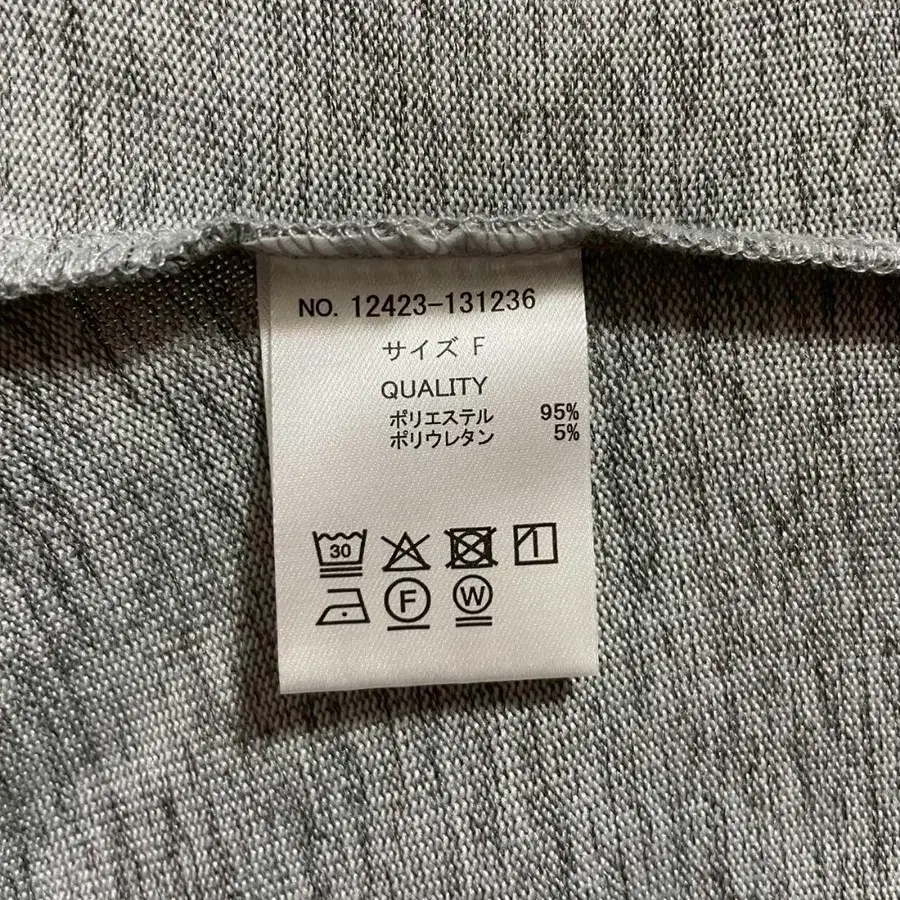 NO. 12423-131236
サイズ F
QUALITY
ポリエステル 95%
ポリウレタン 5%
30
F W